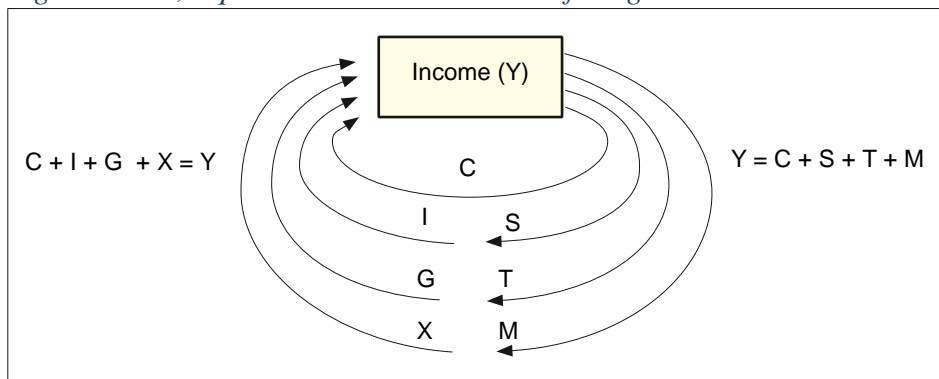 Income (Y)
C + I + G + X = Y
Y = C + S + T + M
C
I S
G T
X M